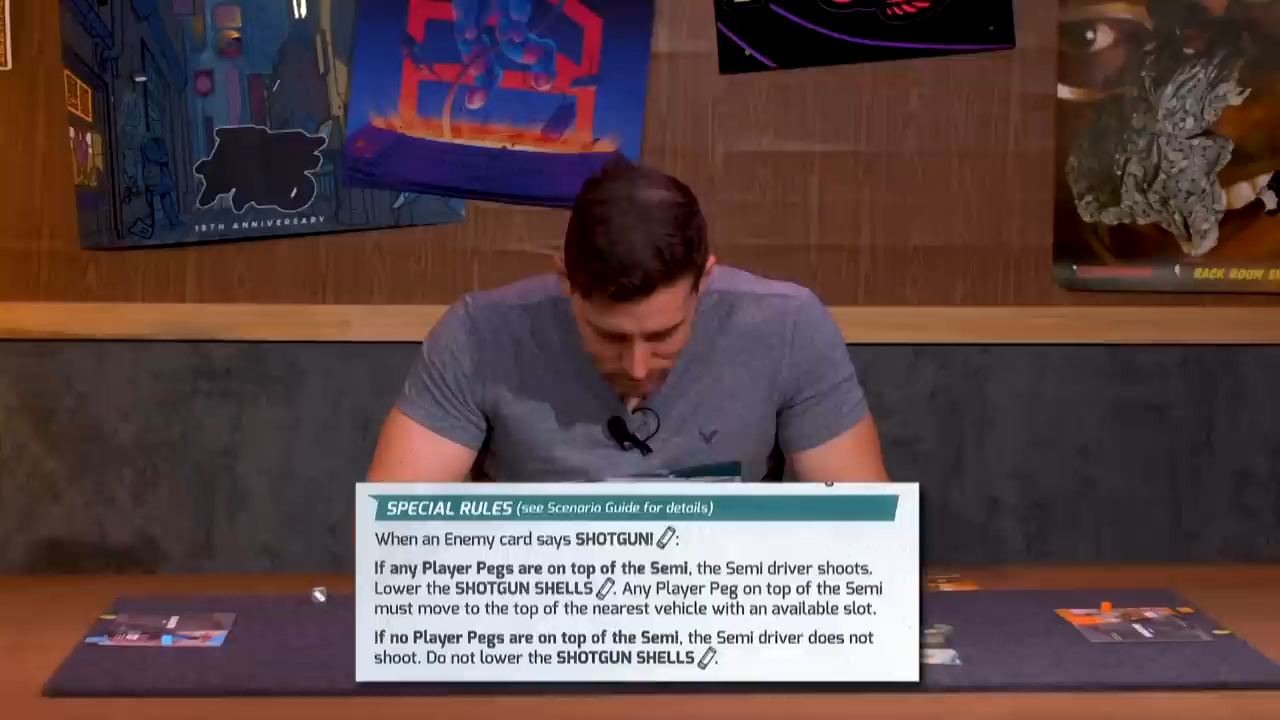 18TH ANNIVERSARY
RACK ROOM
SPECIAL RULES (see Scenario Guide for details)
When an Enemy card says SHOTGUN! :
If any Player Pegs are on top of the Semi, the Semi driver shoots.
Lower the SHOTGUN SHELLS . Any Player Peg on top of the Semi
must move to the top of the nearest vehicle with an available slot.
If no Player Pegs are on top of the Semi, the Semi driver does not
shoot. Do not lower the SHOTGUN SHELLS .